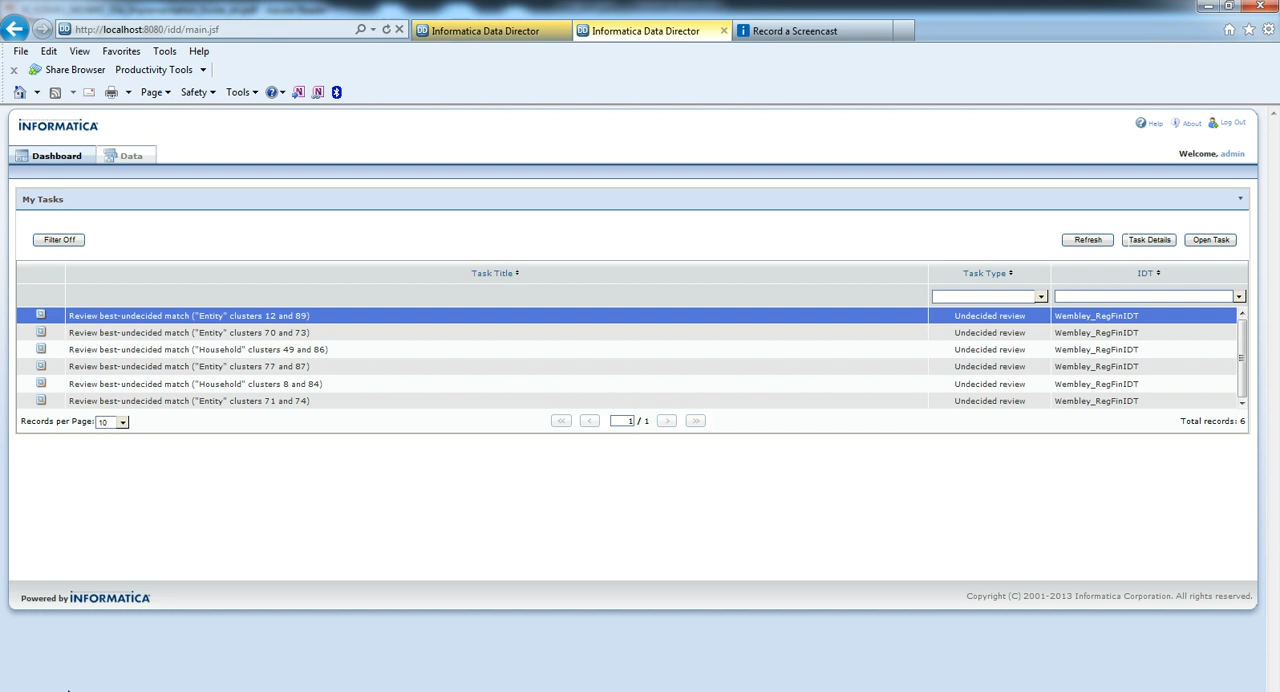 http://localhost:8080/idd/main.jsf
Informatica Data Director
Informatica Data Director
Record a Screencast
File Edit View Favorites Tools Help
Share Browser Productivity Tools
Page Safety Tools
INFORMATICA
Help About Log Out
Dashboard Data
Welcome, admin
My Tasks
Filter Off
Refresh Task Details Open Task
Task Title Task Type IDT
Review best-undecided match ("Entity" clusters 12 and 89) Undecided review Wembley_RegFinIDT
Review best-undecided match ("Entity" clusters 70 and 73) Undecided review Wembley_RegFinIDT
Review best-undecided match ("Household" clusters 49 and 86) Undecided review Wembley_RegFinIDT
Review best-undecided match ("Entity" clusters 77 and 87) Undecided review Wembley_RegFinIDT
Review best-undecided match ("Household" clusters 8 and 84) Undecided review Wembley_RegFinIDT
Review best-undecided match ("Entity" clusters 71 and 74) Undecided review Wembley_RegFinIDT
Records per Page: 10 << < 1 / 1 > >> Total records: 6
Powered by INFORMATICA
Copyright (C) 2001-2013 Informatica Corporation. All rights reserved.